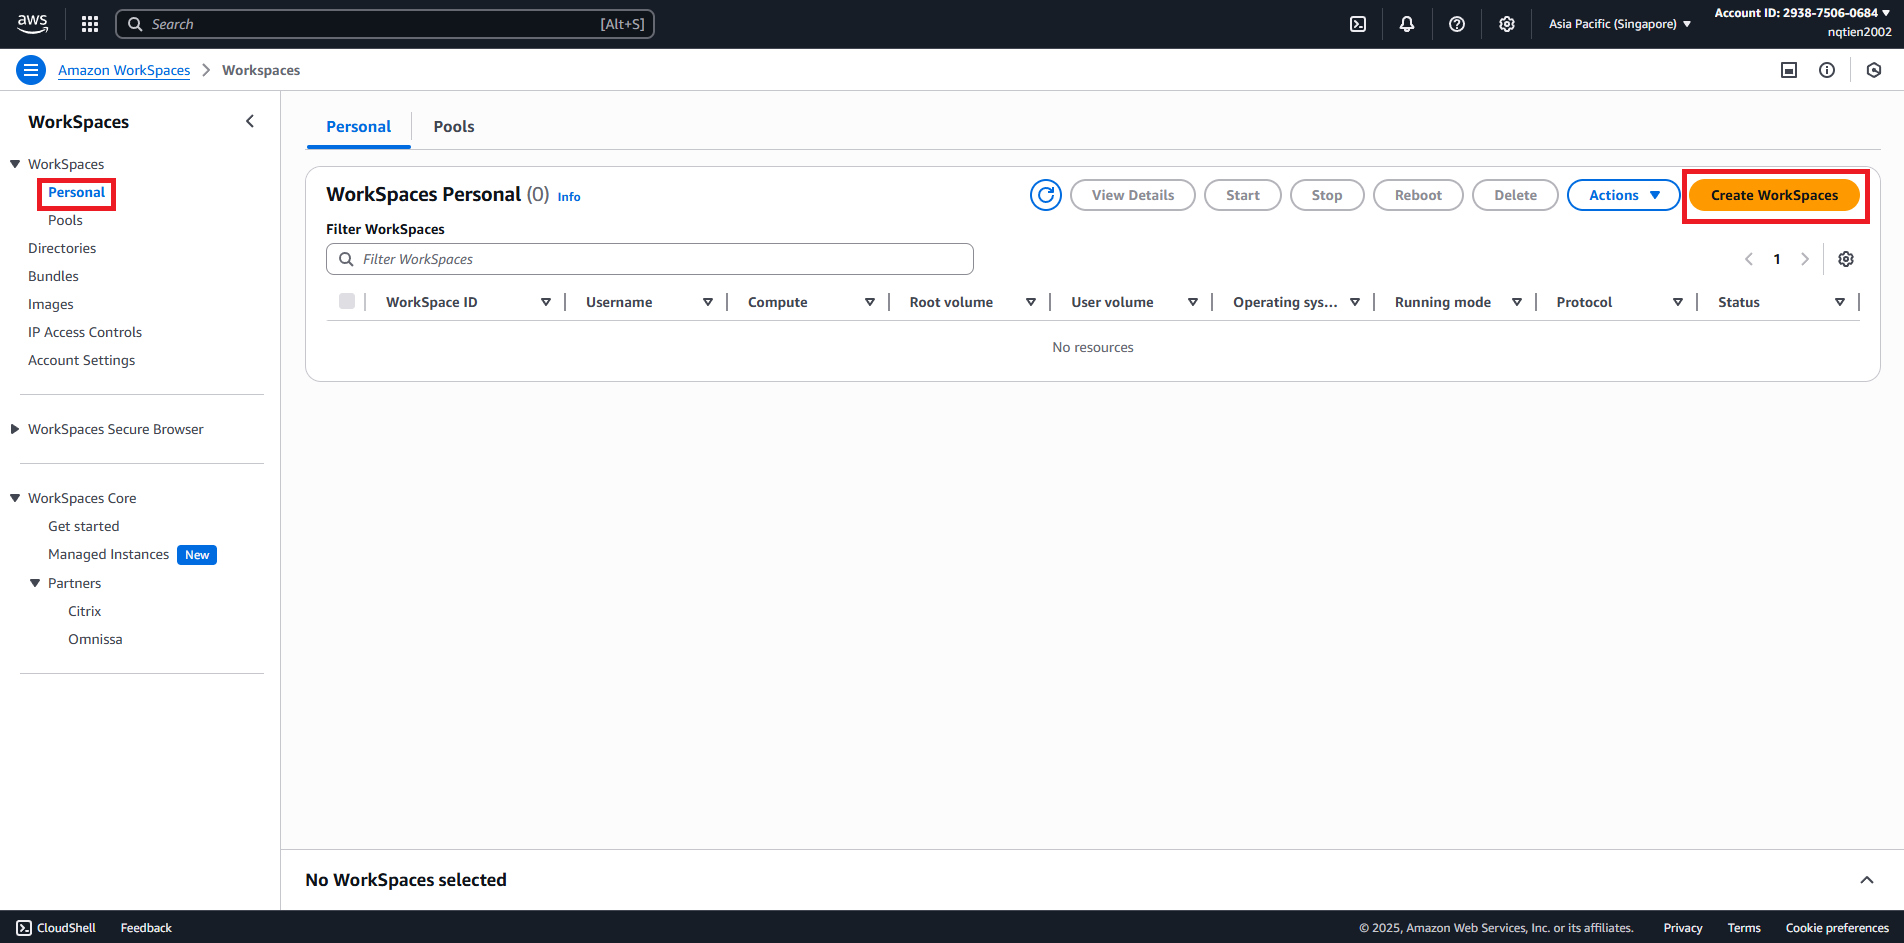 aws
Search [Alt+S]
Asia Pacific (Singapore)
Account ID: 2938-7506-0684
nqtien2002
Amazon WorkSpaces Workspaces
WorkSpaces
WorkSpaces
Personal
Pools
Directories
Bundles
Images
IP Access Controls
Account Settings
WorkSpaces Secure Browser
WorkSpaces Core
Get started
Managed Instances New
Partners
Citrix
Omnissa
Personal Pools
WorkSpaces Personal (0) Info
View Details Start Stop Reboot Delete Actions Create WorkSpaces
Filter WorkSpaces
Filter WorkSpaces
1
WorkSpace ID Username Compute Root volume User volume Operating sys... Running mode Protocol Status
No resources
No WorkSpaces selected
CloudShell Feedback © 2025, Amazon Web Services, Inc. or its affiliates. Privacy Terms Cookie preferences